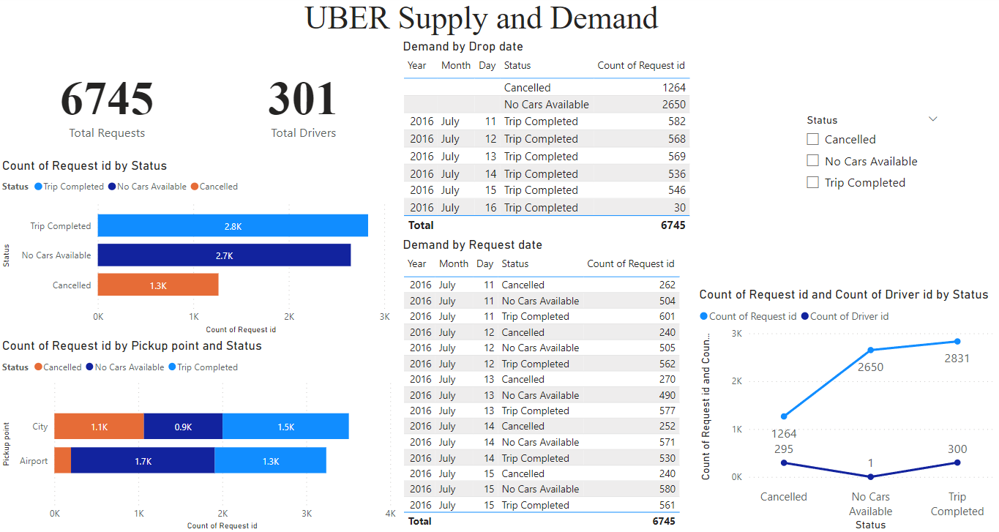 UBER Supply and Demand
6745
Total Requests
301
Total Drivers
Count of Request id by Status
Status Trip Completed No Cars Available Cancelled
Status
Trip Completed 2.8K
No Cars Available 2.7K
Cancelled 1.3K
0K 1K 2K 3K
Count of Request id
Count of Request id by Pickup point and Status
Status Cancelled No Cars Available Trip Completed
Pickup point
City 1.1K 0.9K 1.5K
Airport 1.7K 1.3K
0K 1K 2K 3K 4K
Count of Request id
Demand by Drop date
Year Month Day Status Count of Request id
Cancelled 1264
No Cars Available 2650
2016 July 11 Trip Completed 582
2016 July 12 Trip Completed 568
2016 July 13 Trip Completed 569
2016 July 14 Trip Completed 536
2016 July 15 Trip Completed 546
2016 July 16 Trip Completed 30
Total 6745
Demand by Request date
Year Month Day Status Count of Request id
2016 July 11 Cancelled 262
2016 July 11 No Cars Available 504
2016 July 11 Trip Completed 601
2016 July 12 Cancelled 240
2016 July 12 No Cars Available 505
2016 July 12 Trip Completed 562
2016 July 13 Cancelled 270
2016 July 13 No Cars Available 490
2016 July 13 Trip Completed 577
2016 July 14 Cancelled 252
2016 July 14 No Cars Available 571
2016 July 14 Trip Completed 530
2016 July 15 Cancelled 240
2016 July 15 No Cars Available 580
2016 July 15 Trip Completed 561
Total 6745
Status
Cancelled
No Cars Available
Trip Completed
Count of Request id and Count of Driver id by Status
Count of Request id Count of Driver id
Count of Request id and Coun...
3K
2K
1K
0K
1264
2650
2831
295
1
300
Cancelled
No Cars
Available
Trip
Completed
Status